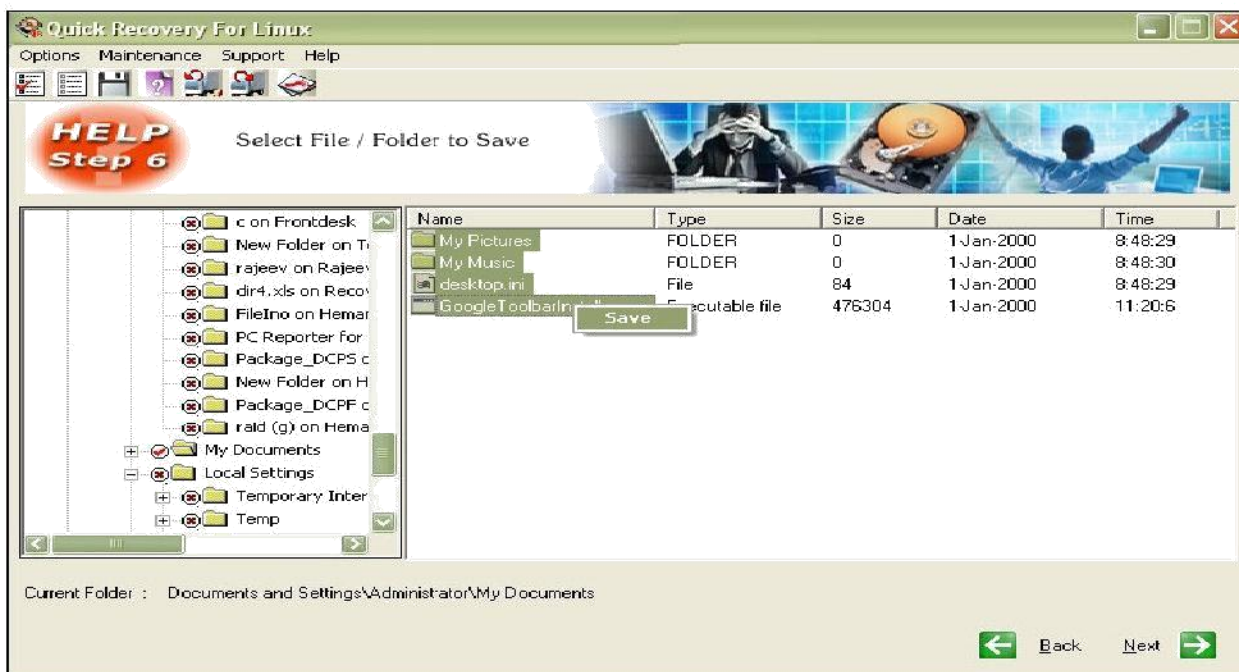 Quick Recovery For Linux
Options Maintenance Support Help
HELP
Step 6
Select File / Folder to Save
c on Frontdesk
New Folder on
rajeev on Rajeev
dir4.xls on
FileIno on
PC Reporter for
Package_DCPS
New Folder on H
Package_DCPF
raid (g) on Hema
My Documents
Local Settings
Temporary Inter
Temp
Name Type Size Date Time
My Pictures FOLDER 0 1-Jan-2000 8:48:29
My Music FOLDER 0 1-Jan-2000 8:48:30
desktop.ini File 84 1-Jan-2000 8:48:29
GoogleToolbarIn ecutable file 476304 1-Jan-2000 11:20:6
Save
Current Folder : Documents and Settings\Administrator\My Documents
Back Next